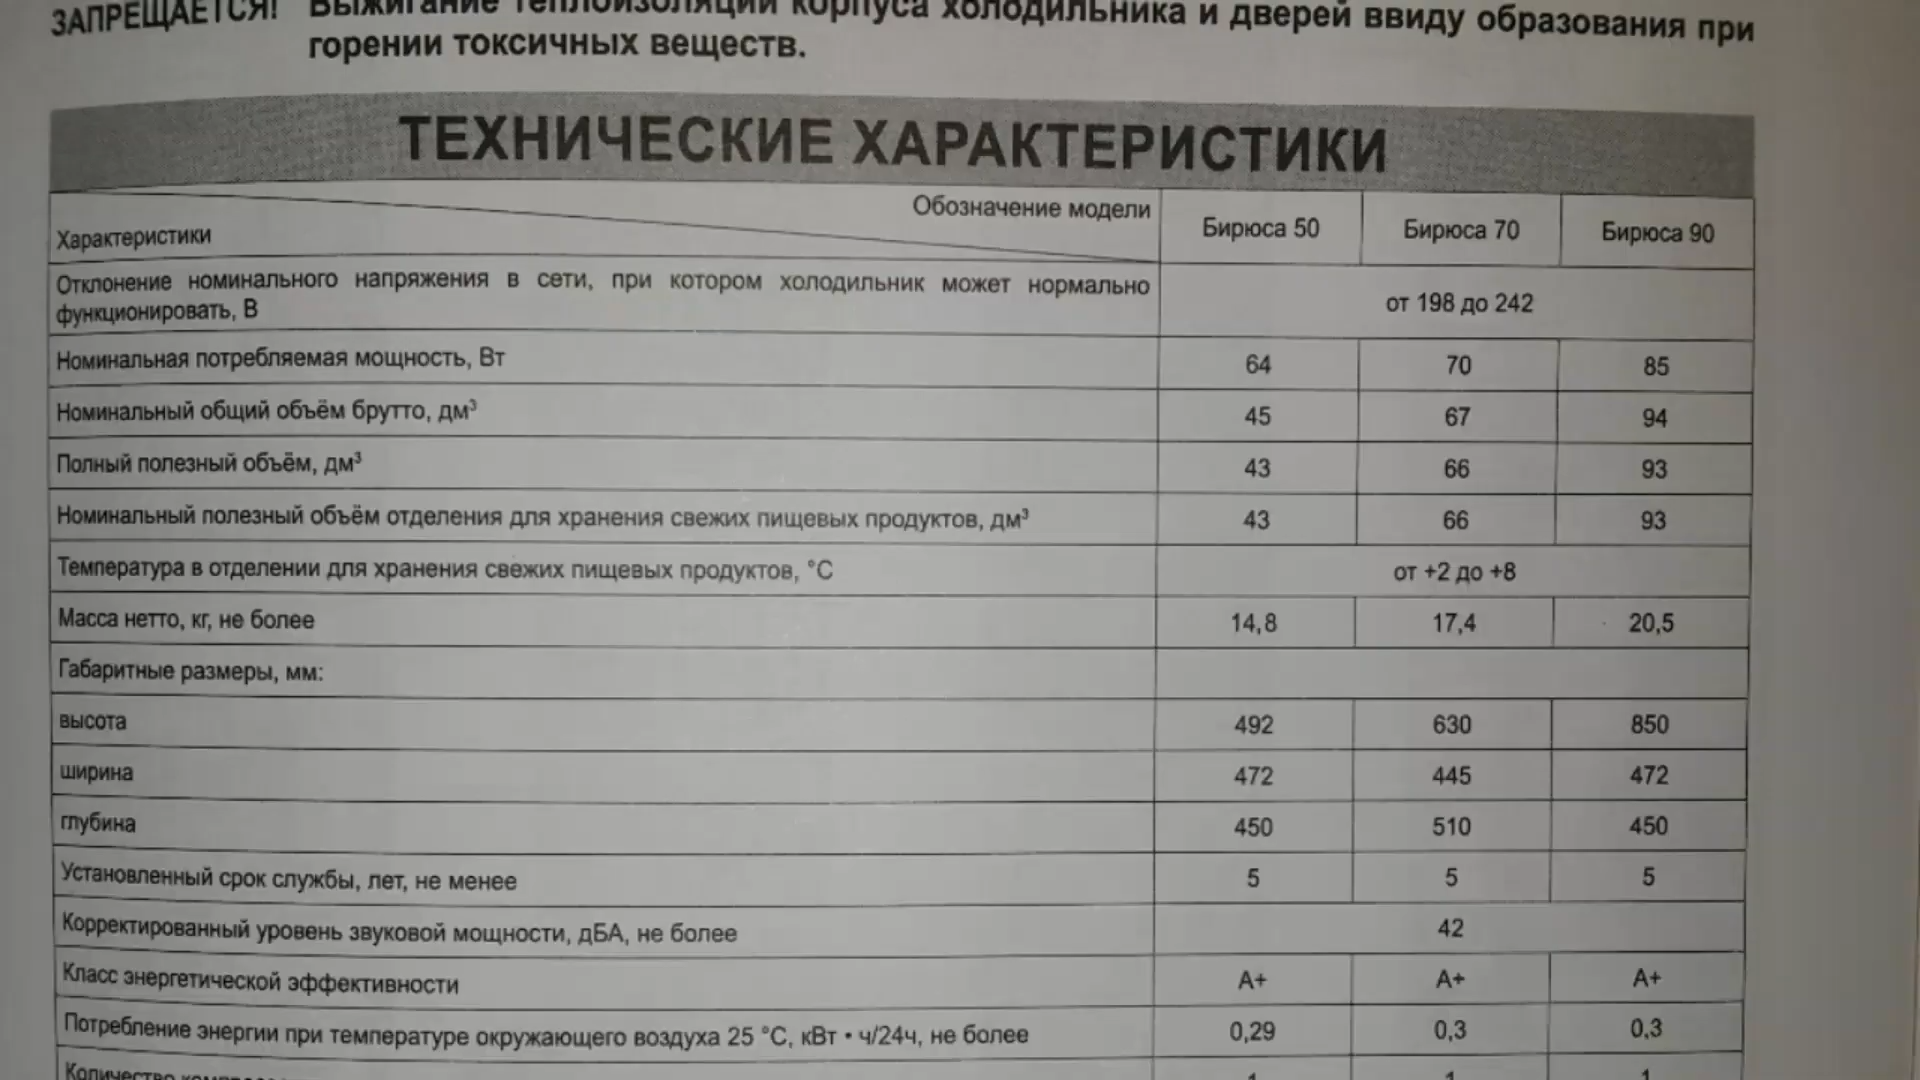 ЗАПРЕЩАЕТСЯ! Выжигание теплоизоляции корпуса холодильника и дверей ввиду образования при
горении токсичных веществ.
ТЕХНИЧЕСКИЕ ХАРАКТЕРИСТИКИ
Обозначение модели
Характеристики
Бирюса 50 Бирюса 70 Бирюса 90
Отклонение номинального напряжения в сети, при котором холодильник может нормально
функционировать, В от 198 до 242
Номинальная потребляемая мощность, Вт 64 70 85
Номинальный общий объём брутто, дм³ 45 67 94
Полный полезный объём, дм³ 43 66 93
Номинальный полезный объём отделения для хранения свежих пищевых продуктов, дм³ 43 66 93
Температура в отделении для хранения свежих пищевых продуктов, °С от +2 до +8
Масса нетто, кг, не более 14,8 17,4 20,5
Габаритные размеры, мм:
высота 492 630 850
ширина 472 445 472
глубина 450 510 450
Установленный срок службы, лет, не менее 5 5 5
Корректированный уровень звуковой мощности, дБА, не более 42
Класс энергетической эффективности А+ А+ А+
Потребление энергии при температуре окружающего воздуха 25 °С, кВт • ч/24ч, не более 0,29 0,3 0,3
Количество 1 1 1